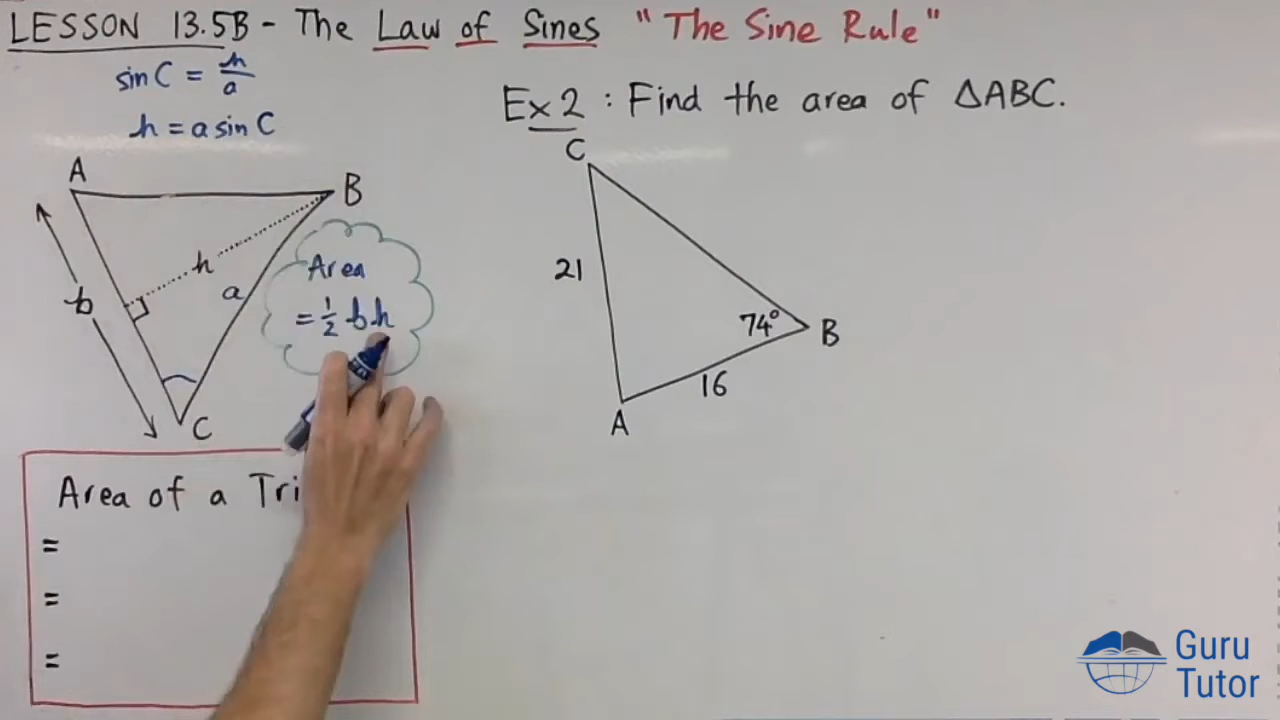 LESSON 13.5B - The Law of Sines "The Sine Rule"
sin C = h/a
h = a sin C
A
B
h
a
b
C
Area
= 1/2 bh
Area of a Tri
=
=
=
Ex 2 : Find the area of ΔABC.
C
21
74°
B
16
A
Guru
Tutor